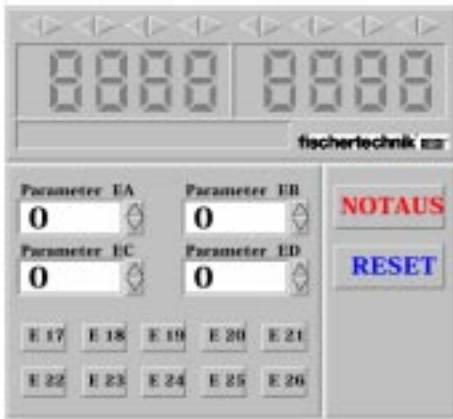 8888 8888
fischertechnik
Parameter EA Parameter EB
0 0
NOTAUS
Parameter EC Parameter ED
0 0
RESET
E 17 E 18 E 19 E 20 E 21
E 22 E 23 E 24 E 25 E 26